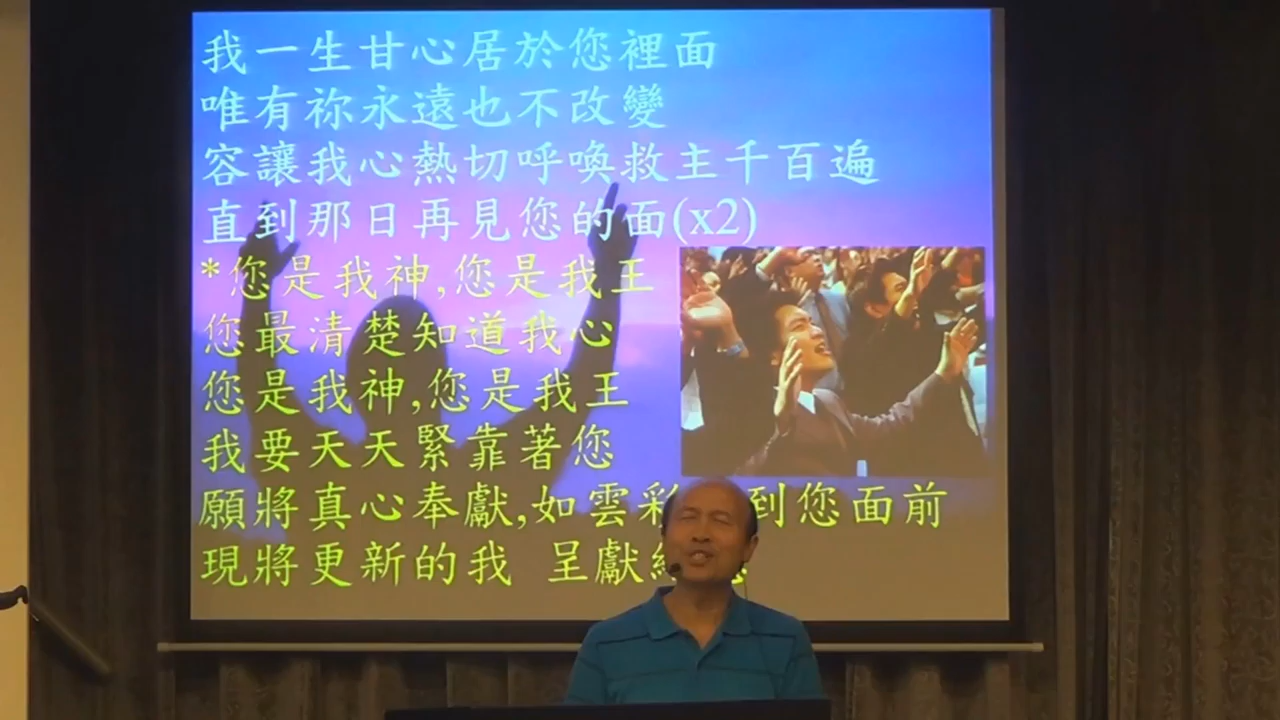 我一生甘心居於您裡面
唯有祢永遠也不改變
容讓我心熱切呼喚救主千百遍
直到那日再見您的面(x2)
*您是我神,您是我王
您最清楚知道我心
您是我神,您是我王
我要天天緊靠著您
願將真心奉獻,如雲彩 到您面前
現將更新的我 呈獻